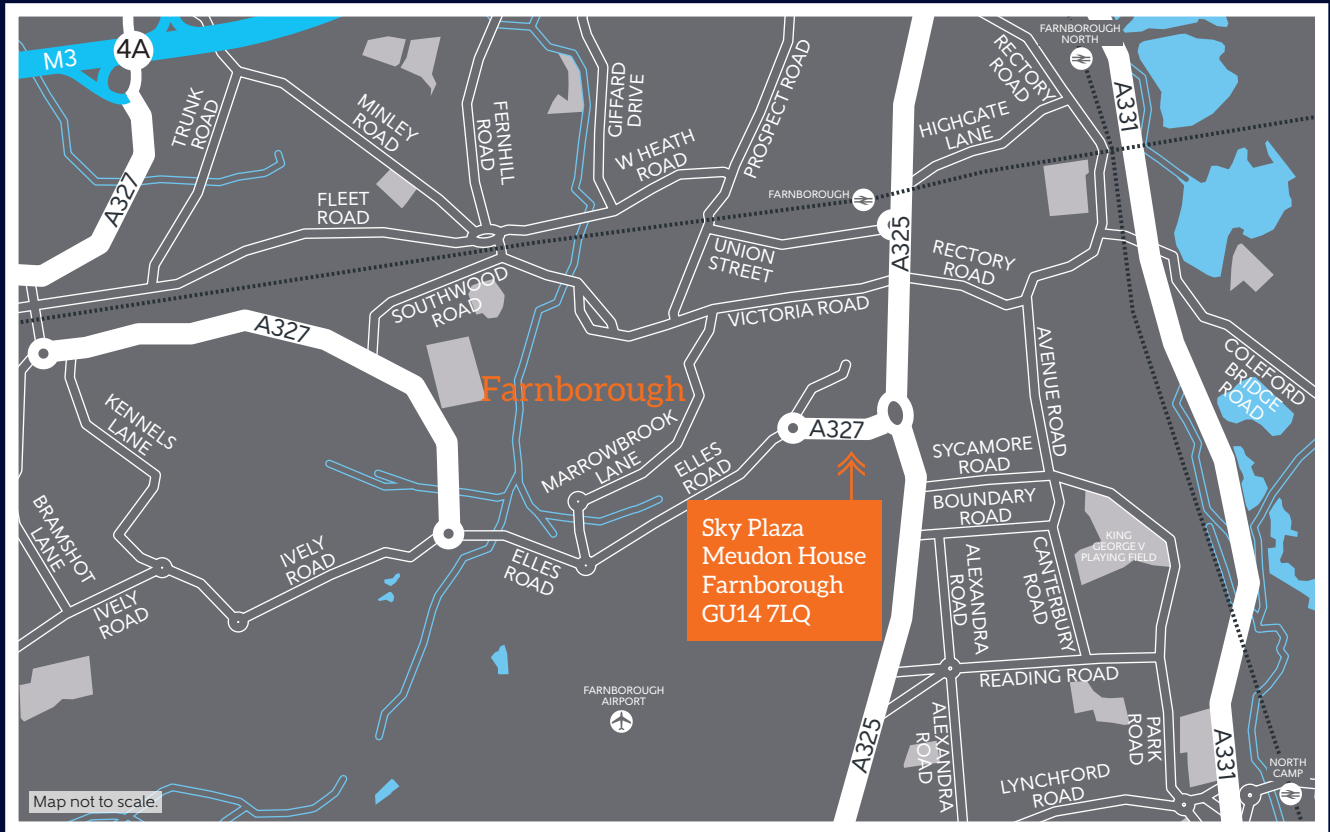 FARNBOROUGH
NORTH
4A
M3
RECTORY
ROAD
A331
TRUNK
ROAD
MINLEY
ROAD
FERNHILL
ROAD
GIFFARD
DRIVE
PROSPECT ROAD
HIGHGATE
LANE
W HEATH
ROAD
A327
FLEET
ROAD
FARNBOROUGH
A325
UNION
STREET
RECTORY
ROAD
SOUTHWOOD
ROAD
VICTORIA ROAD
A327
AVENUE ROAD
COLEFORD
BRIDGE
ROAD
Farnborough
KENNELS
LANE
MARROWBROOK
LANE
ELLES
ROAD
A327
SYCAMORE
ROAD
BOUNDARY
ROAD
BRAMSHOT
LANE
IVELY
ROAD
IVELY
ROAD
ELLES
ROAD
Sky Plaza
Meudon House
Farnborough
GU14 7LQ
ALEXANDRA
ROAD
CANTERBURY
ROAD
KING
GEORGE V
PLAYING FIELD
READING ROAD
FARNBOROUGH
AIRPORT
A325
ALEXANDRA
ROAD
PARK
ROAD
A331
LYNCHFORD
ROAD
NORTH
CAMP
Map not to scale.